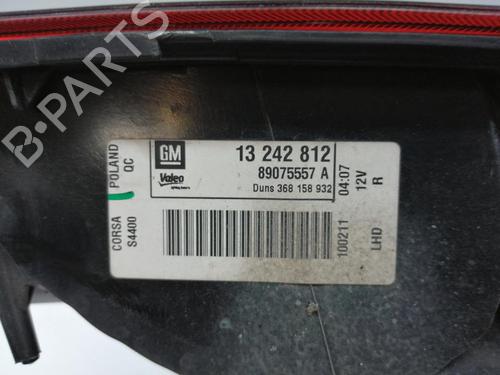 GM
Valeo
13 242 812
89075557 A
Duns 368 158 932
POLAND
QC
CORSA
S4400
04:07
12V
R
100211
LHD
B-PARTS